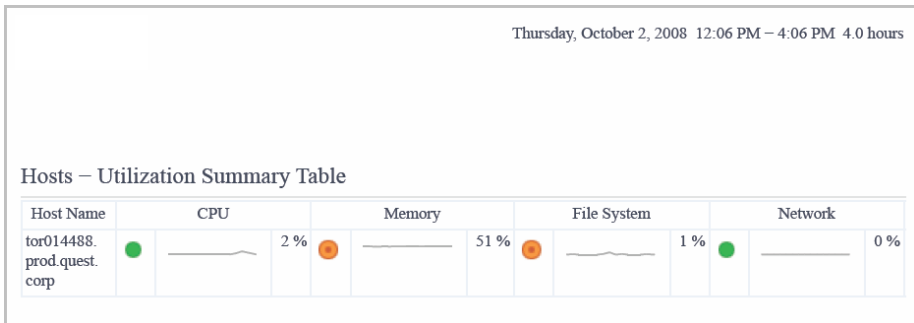 Thursday, October 2, 2008 12:06 PM − 4:06 PM 4.0 hours
Hosts − Utilization Summary Table
Host Name CPU Memory File System Network
tor014488. 2 % 51 % 1 % 0 %
prod.quest.
corp